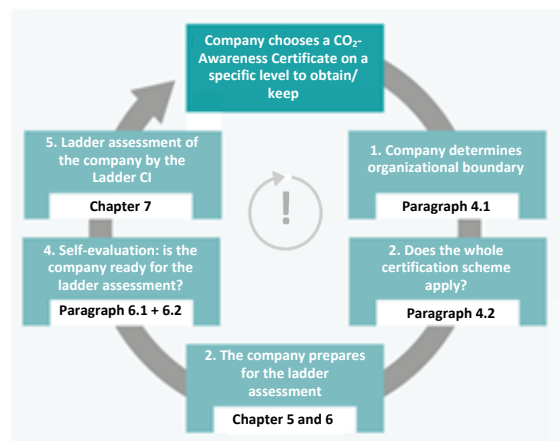 Company chooses a CO₂-
Awareness Certificate on a
specific level to obtain/
keep
1. Company determines
organizational boundary
Paragraph 4.1
2. Does the whole
certification scheme
apply?
Paragraph 4.2
2. The company prepares
for the ladder
assessment
Chapter 5 and 6
4. Self-evaluation: is the
company ready for the
ladder assessment?
Paragraph 6.1 + 6.2
5. Ladder assessment of
the company by the
Ladder CI
Chapter 7
!